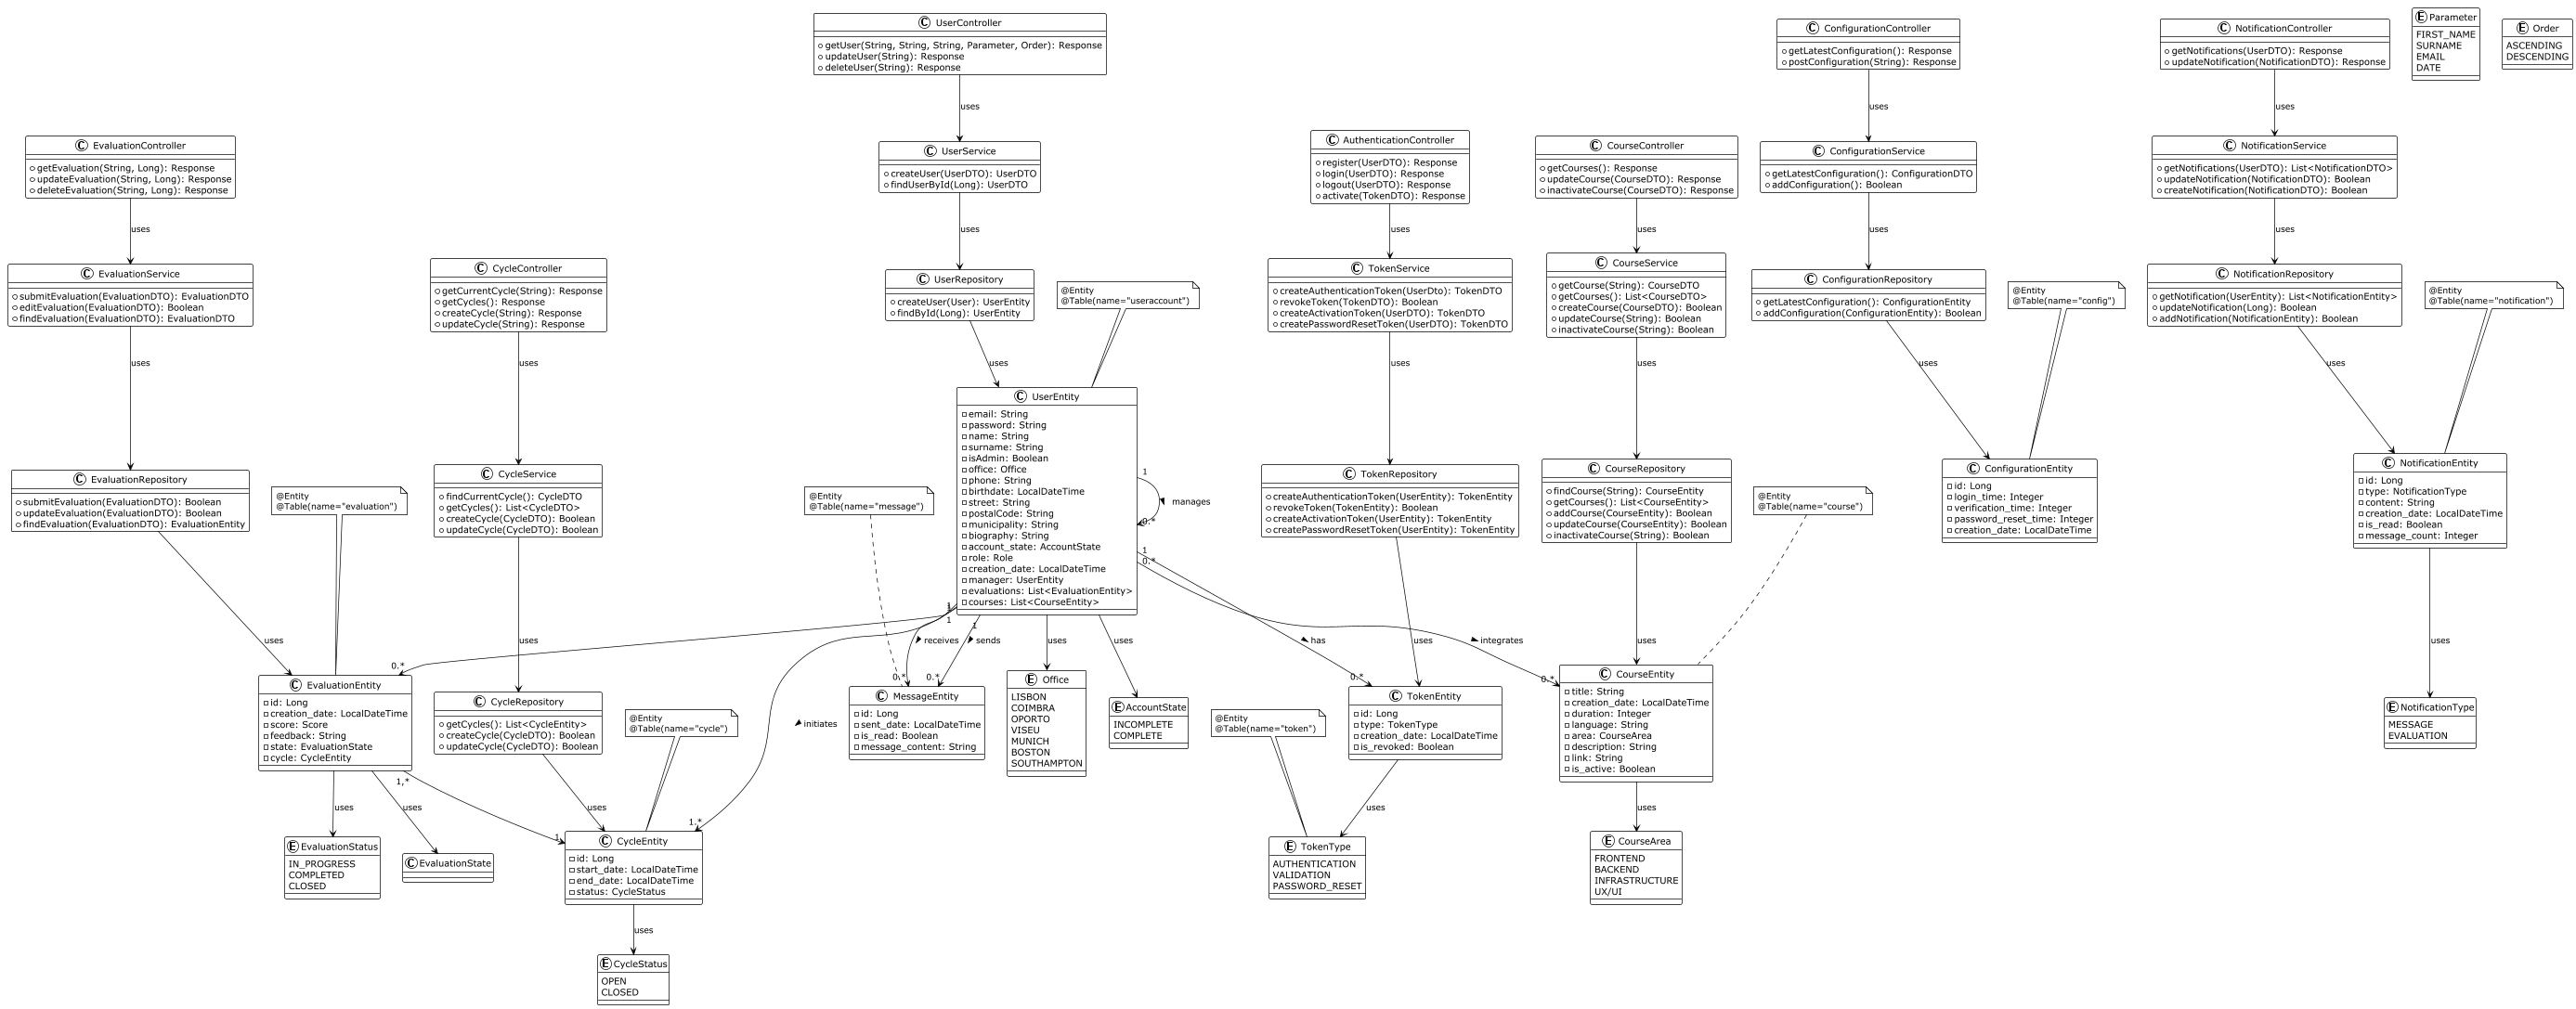 UserController
getUser(String, String, String, Parameter, Order): Response
updateUser(String): Response
deleteUser(String): Response
uses
ConfigurationController
getLatestConfiguration(): Response
postConfiguration(String): Response
uses
NotificationController
getNotifications(UserDTO): Response
updateNotification(NotificationDTO): Response
uses
Parameter
FIRST_NAME
SURNAME
EMAIL
DATE
Order
ASCENDING
DESCENDING
EvaluationController
getEvaluation(String, Long): Response
updateEvaluation(String, Long): Response
deleteEvaluation(String, Long): Response
uses
UserService
createUser(UserDTO): UserDTO
findUserById(Long): UserDTO
uses
AuthenticationController
register(UserDTO): Response
login(UserDTO): Response
logout(UserDTO): Response
activate(TokenDTO): Response
uses
CourseController
getCourses(): Response
updateCourse(CourseDTO): Response
inactivateCourse(CourseDTO): Response
uses
ConfigurationService
getLatestConfiguration(): ConfigurationDTO
addConfiguration(): Boolean
uses
NotificationService
getNotifications(UserDTO): List<NotificationDTO>
updateNotification(NotificationDTO): Boolean
createNotification(NotificationDTO): Boolean
uses
EvaluationService
submitEvaluation(EvaluationDTO): EvaluationDTO
editEvaluation(EvaluationDTO): Boolean
findEvaluation(EvaluationDTO): EvaluationDTO
uses
CycleController
getCurrentCycle(String): Response
getCycles(): Response
createCycle(String): Response
updateCycle(String): Response
uses
UserRepository
createUser(User): UserEntity
findById(Long): UserEntity
uses
@Entity
@Table(name="useraccount")
TokenService
createAuthenticationToken(UserDto): TokenDTO
revokeToken(TokenDTO): Boolean
createActivationToken(UserDTO): TokenDTO
createPasswordResetToken(UserDTO): TokenDTO
uses
CourseService
getCourse(String): CourseDTO
getCourses(): List<CourseDTO>
createCourse(CourseDTO): Boolean
updateCourse(String): Boolean
inactivateCourse(String): Boolean
uses
ConfigurationRepository
getLatestConfiguration(): ConfigurationEntity
addConfiguration(ConfigurationEntity): Boolean
uses
@Entity
@Table(name="config")
NotificationRepository
getNotification(UserEntity): List<NotificationEntity>
updateNotification(Long): Boolean
addNotification(NotificationEntity): Boolean
uses
@Entity
@Table(name="notification")
UserEntity
email: String
password: String
name: String
surname: String
isAdmin: Boolean
office: Office
phone: String
birthdate: LocalDateTime
street: String
postalCode: String
municipality: String
biography: String
account_state: AccountState
role: Role
creation_date: LocalDateTime
manager: UserEntity
evaluations: List<EvaluationEntity>
courses: List<CourseEntity>
1
manages
0.*
1
0.*
EvaluationRepository
submitEvaluation(EvaluationDTO): Boolean
updateEvaluation(EvaluationDTO): Boolean
findEvaluation(EvaluationDTO): EvaluationEntity
uses
@Entity
@Table(name="evaluation")
CycleService
findCurrentCycle(): CycleDTO
getCycles(): List<CycleDTO>
createCycle(CycleDTO): Boolean
updateCycle(CycleDTO): Boolean
uses
@Entity
@Table(name="message")
TokenRepository
createAuthenticationToken(UserEntity): TokenEntity
revokeToken(TokenEntity): Boolean
createActivationToken(UserEntity): TokenEntity
createPasswordResetToken(UserEntity): TokenEntity
uses
CourseRepository
findCourse(String): CourseEntity
getCourses(): List<CourseEntity>
addCourse(CourseEntity): Boolean
updateCourse(CourseEntity): Boolean
inactivateCourse(String): Boolean
uses
@Entity
@Table(name="course")
ConfigurationEntity
id: Long
login_time: Integer
verification_time: Integer
password_reset_time: Integer
creation_date: LocalDateTime
NotificationEntity
id: Long
type: NotificationType
content: String
creation_date: LocalDateTime
is_read: Boolean
message_count: Integer
uses
1
1
1
1
receives
sends
uses
uses
has
integrates
0.*
0.*
0.*
0.*
0.*
initiates
1.*
EvaluationEntity
id: Long
creation_date: LocalDateTime
score: Score
feedback: String
state: EvaluationState
cycle: CycleEntity
uses
uses
1,*
1
CycleRepository
getCycles(): List<CycleEntity>
createCycle(CycleDTO): Boolean
updateCycle(CycleDTO): Boolean
uses
@Entity
@Table(name="cycle")
MessageEntity
id: Long
sent_date: LocalDateTime
is_read: Boolean
message_content: String
Office
LISBON
COIMBRA
OPORTO
VISEU
MUNICH
BOSTON
SOUTHAMPTON
AccountState
INCOMPLETE
COMPLETE
@Entity
@Table(name="token")
TokenEntity
id: Long
type: TokenType
creation_date: LocalDateTime
is_revoked: Boolean
uses
CourseEntity
title: String
creation_date: LocalDateTime
duration: Integer
language: String
area: CourseArea
description: String
link: String
is_active: Boolean
uses
NotificationType
MESSAGE
EVALUATION
EvaluationStatus
IN_PROGRESS
COMPLETED
CLOSED
EvaluationState
CycleEntity
id: Long
start_date: LocalDateTime
end_date: LocalDateTime
status: CycleStatus
uses
TokenType
AUTHENTICATION
VALIDATION
PASSWORD_RESET
CourseArea
FRONTEND
BACKEND
INFRASTRUCTURE
UX/UI
CycleStatus
OPEN
CLOSED